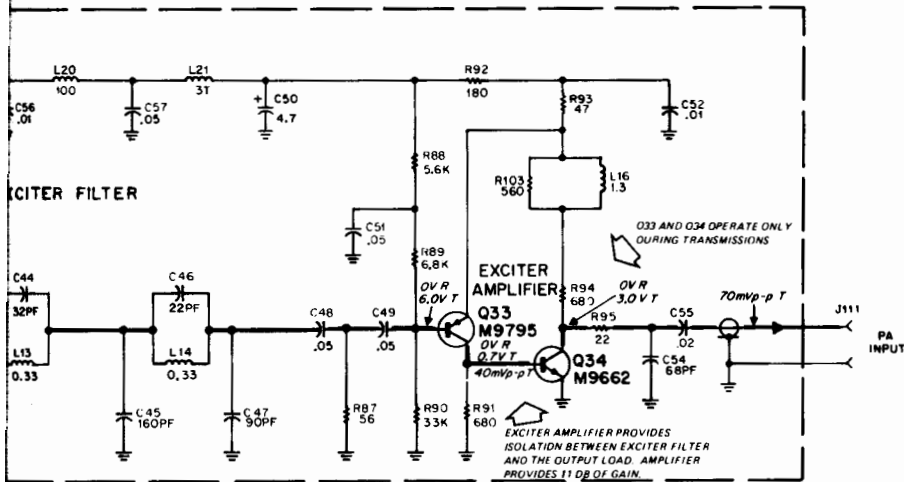 L20
100
L21
3T
R92
180
C56
.01
C57
.05
+
C50
4.7
R93
47
C52
.01
R88
5.6K
R103
560
L16
1.3
XCITER FILTER
C51
.05
R89
6.8K
Q33 AND Q34 OPERATE ONLY
DURING TRANSMISSIONS
EXCITER
AMPLIFIER
0V R
6.0V T
Q33
M9795
0V R
0.7V T
40mVp-pT
R94
680
0V R
3.0V T
70mVp-p T
J111
C44
32PF
L13
0.33
C46
22PF
L14
0.33
C48
.05
C49
.05
R95
22
C55
.02
PA
INPUT
Q34
M9662
C54
68PF
C45
160PF
C47
90PF
R87
56
R90
33K
R91
680
EXCITER AMPLIFIER PROVIDES
ISOLATION BETWEEN EXCITER FILTER
AND THE OUTPUT LOAD. AMPLIFIER
PROVIDES 11 DB OF GAIN.